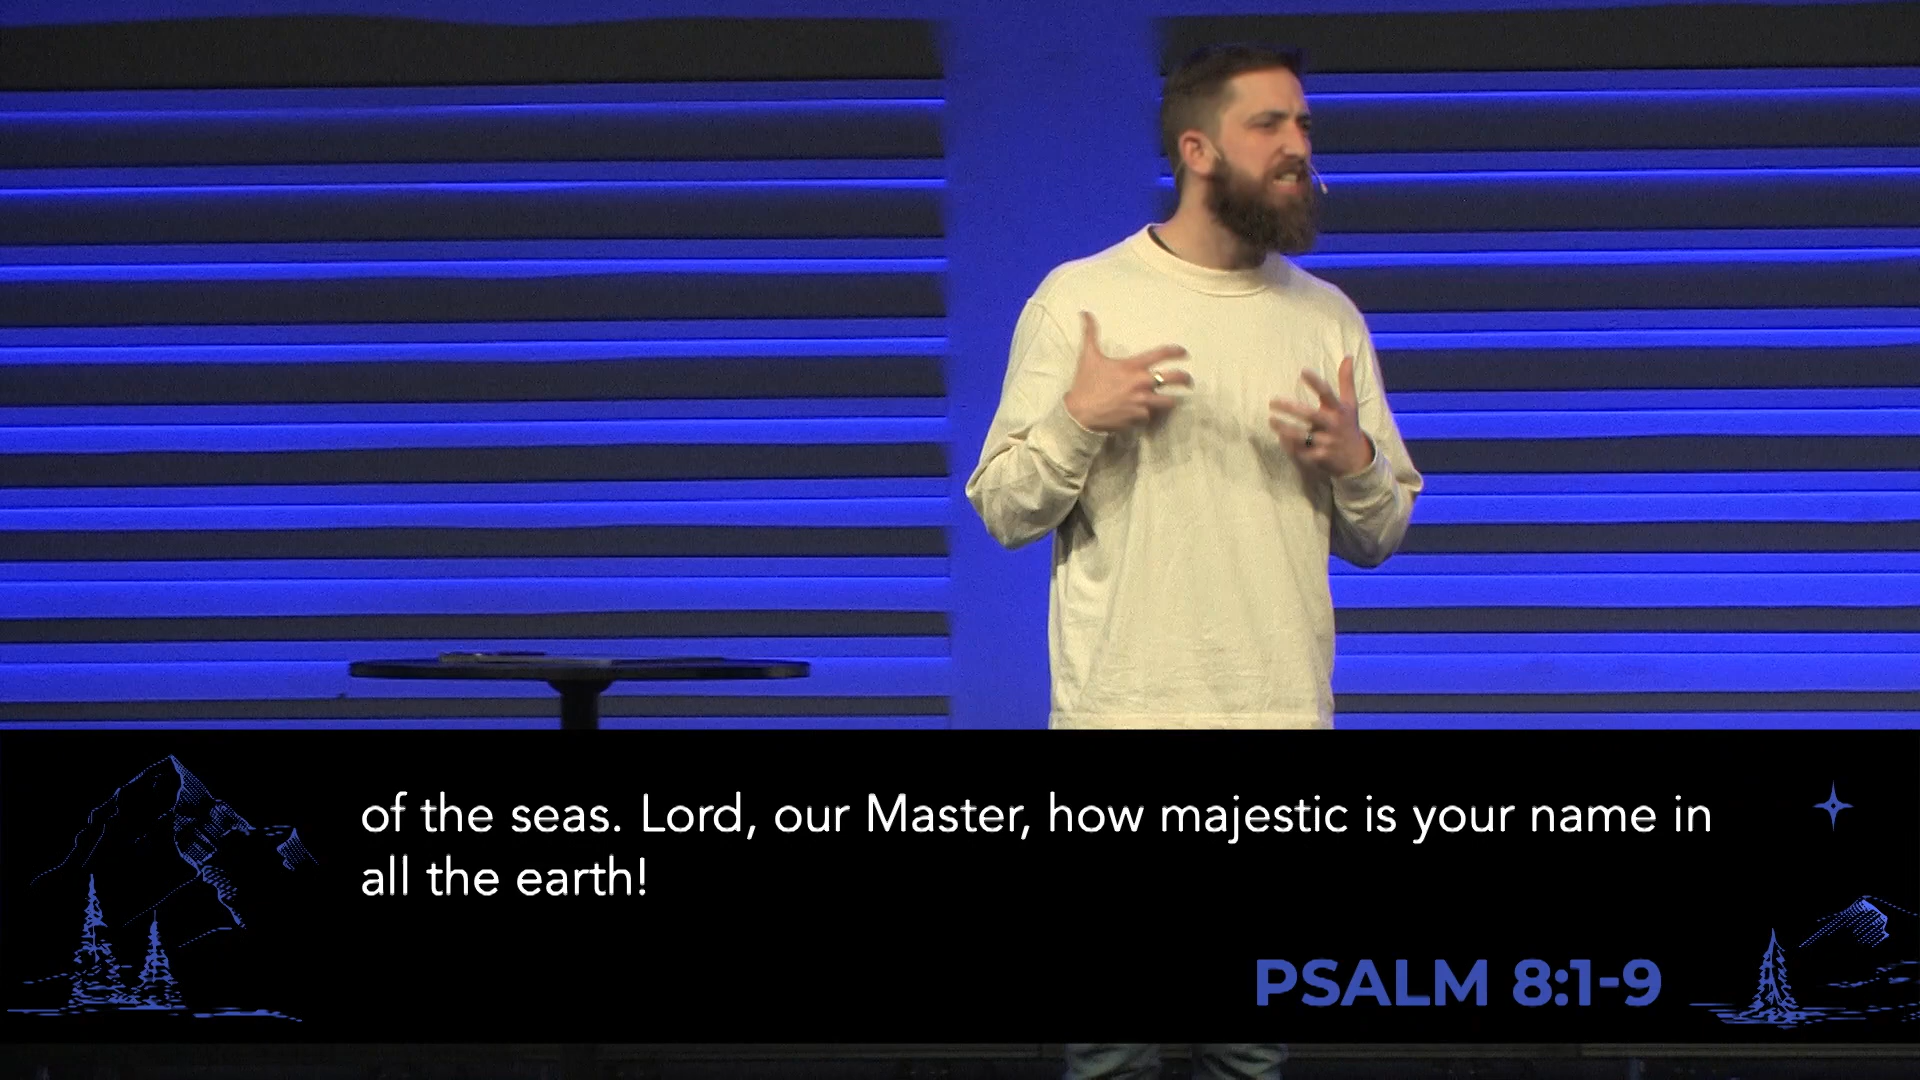 of the seas. Lord, our Master, how majestic is your name in
all the earth!
PSALM 8:1-9